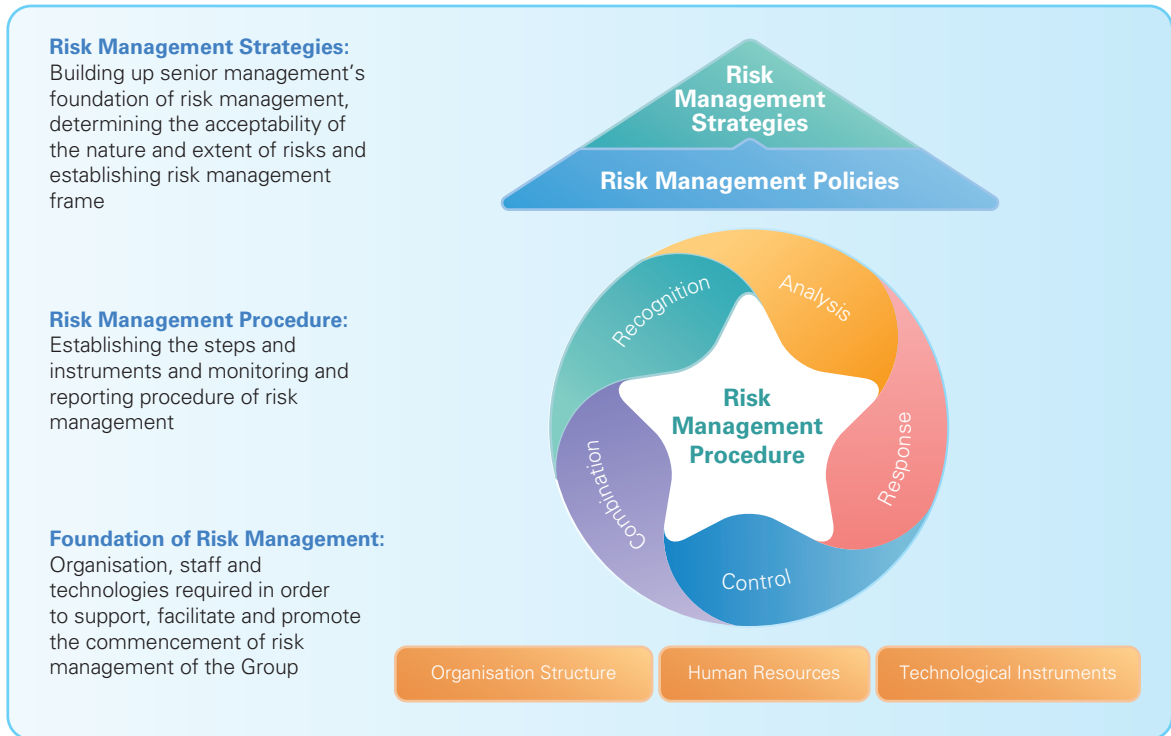 Risk Management Strategies:
Building up senior management's
foundation of risk management,
determining the acceptability of
the nature and extent of risks and
establishing risk management
frame
Risk
Management
Strategies
Risk Management Policies
Risk Management Procedure:
Establishing the steps and
instruments and monitoring and
reporting procedure of risk
management
Recognition
Analysis
Response
Control
Combination
Risk
Management
Procedure
Foundation of Risk Management:
Organisation, staff and
technologies required in order
to support, facilitate and promote
the commencement of risk
management of the Group
Organisation Structure
Human Resources
Technological Instruments